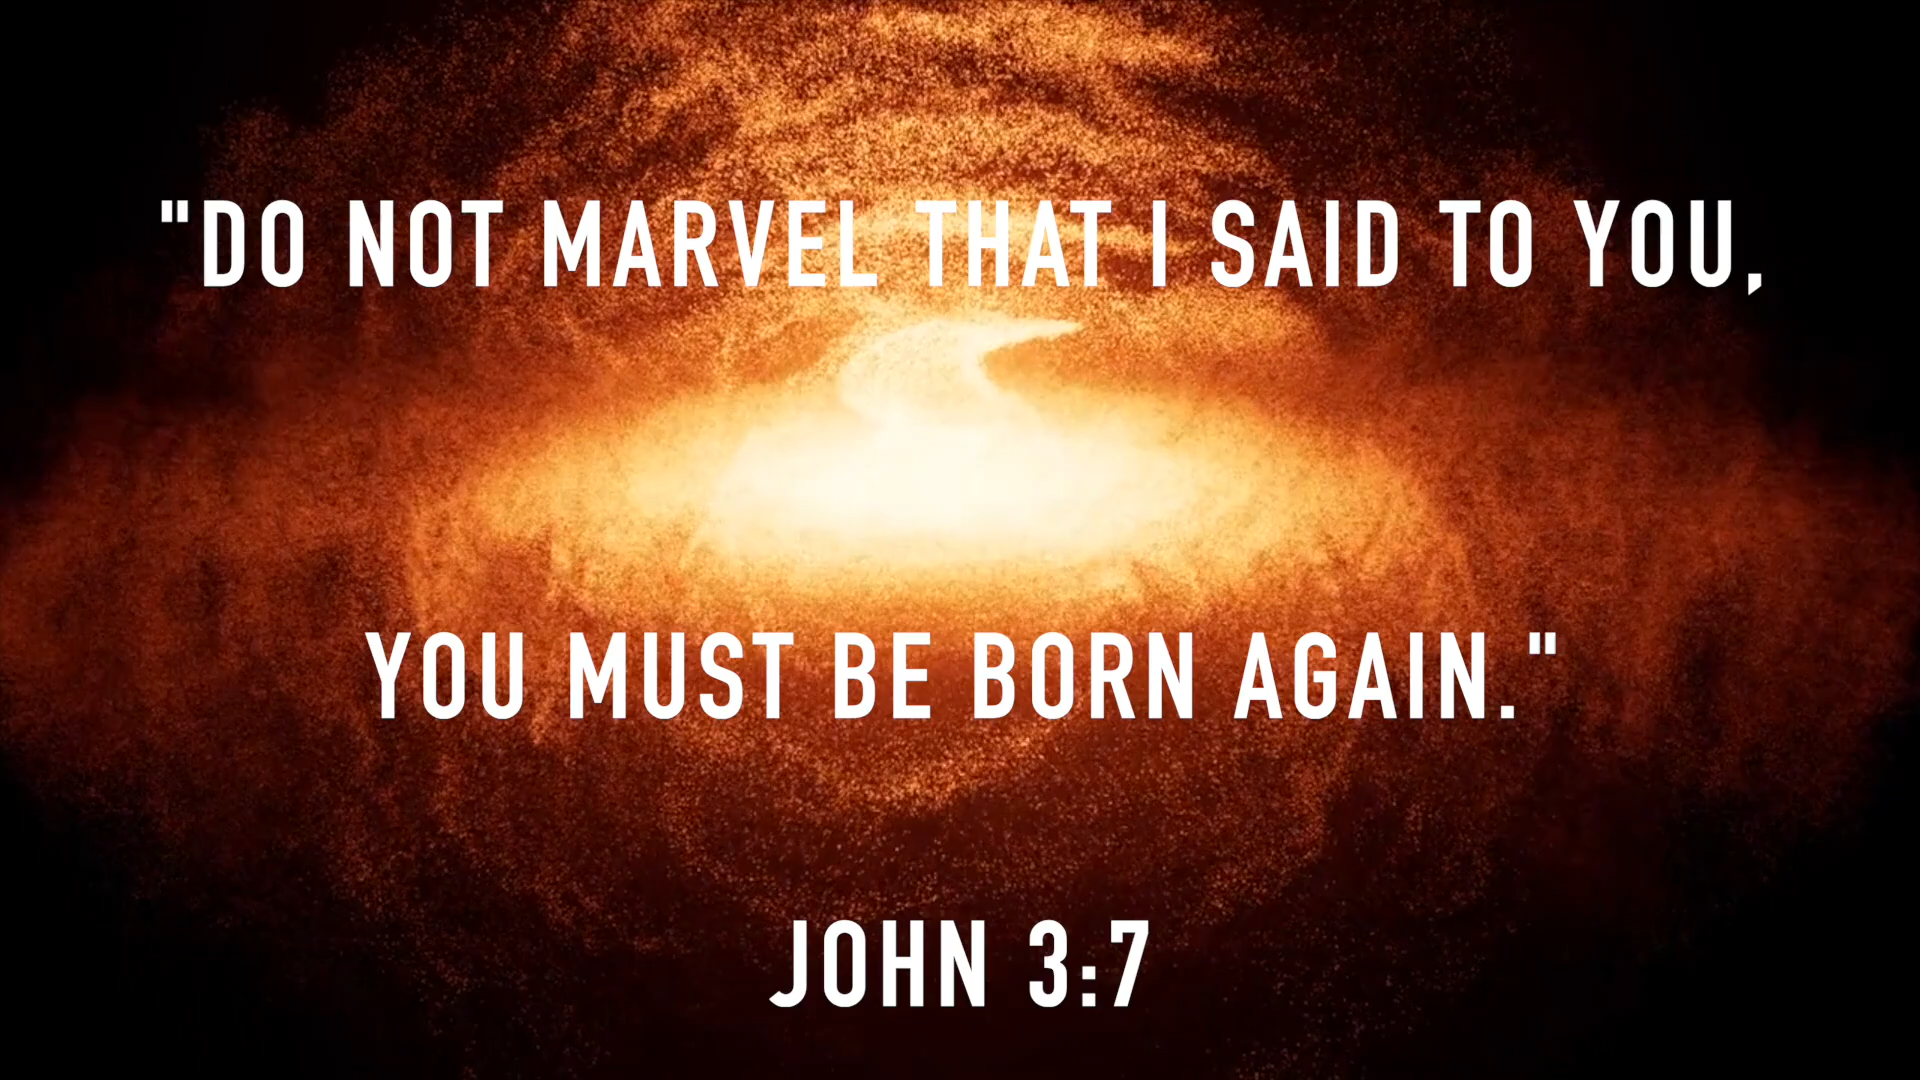 "DO NOT MARVEL THAT I SAID TO YOU,
YOU MUST BE BORN AGAIN."
JOHN 3:7